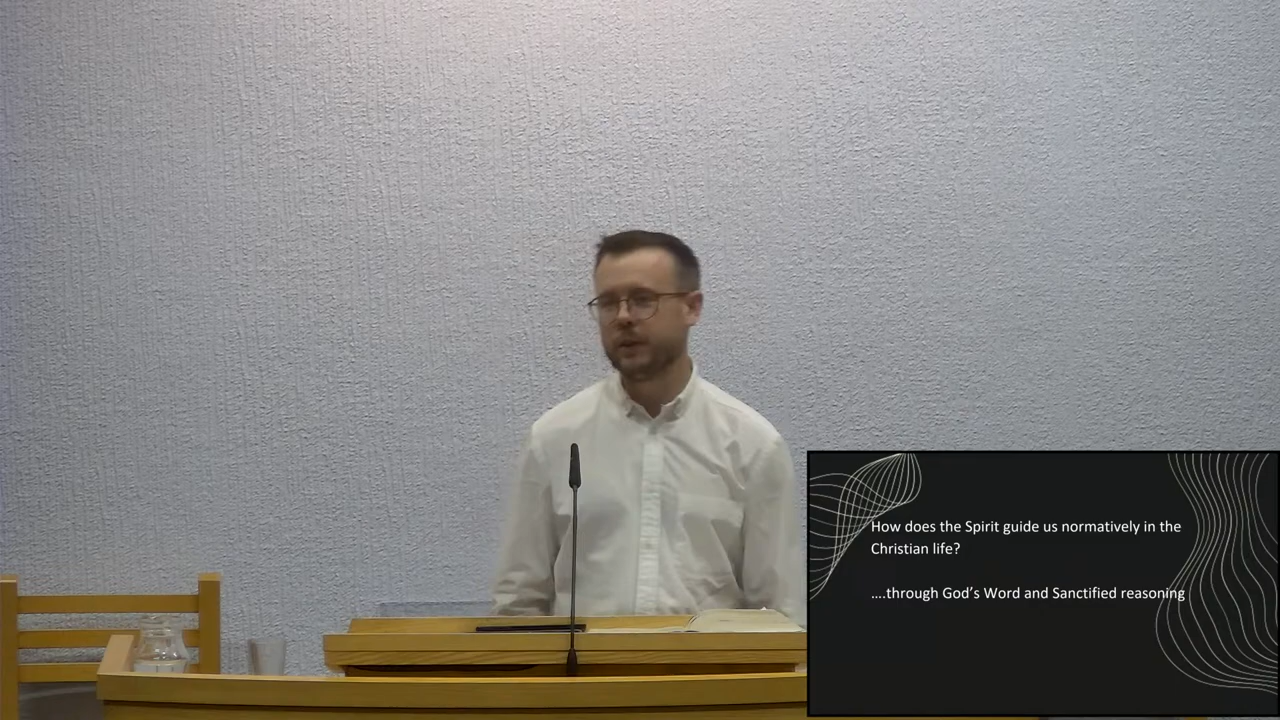 How does the Spirit guide us normatively in the
Christian life?
....through God's Word and Sanctified reasoning